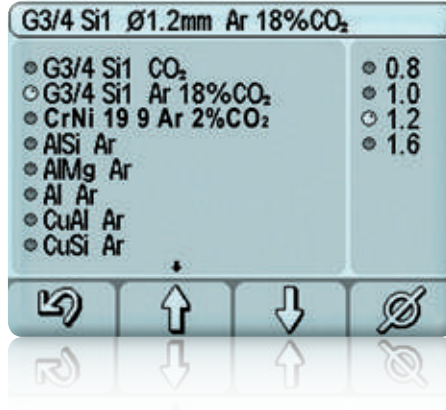 G3/4 Si1 Ø1.2mm Ar 18%CO₂
G3/4 Si1 CO₂
G3/4 Si1 Ar 18%CO₂
CrNi 19 9 Ar 2%CO₂
AlSi Ar
AlMg Ar
Al Ar
CuAl Ar
CuSi Ar
0.8
1.0
1.2
1.6